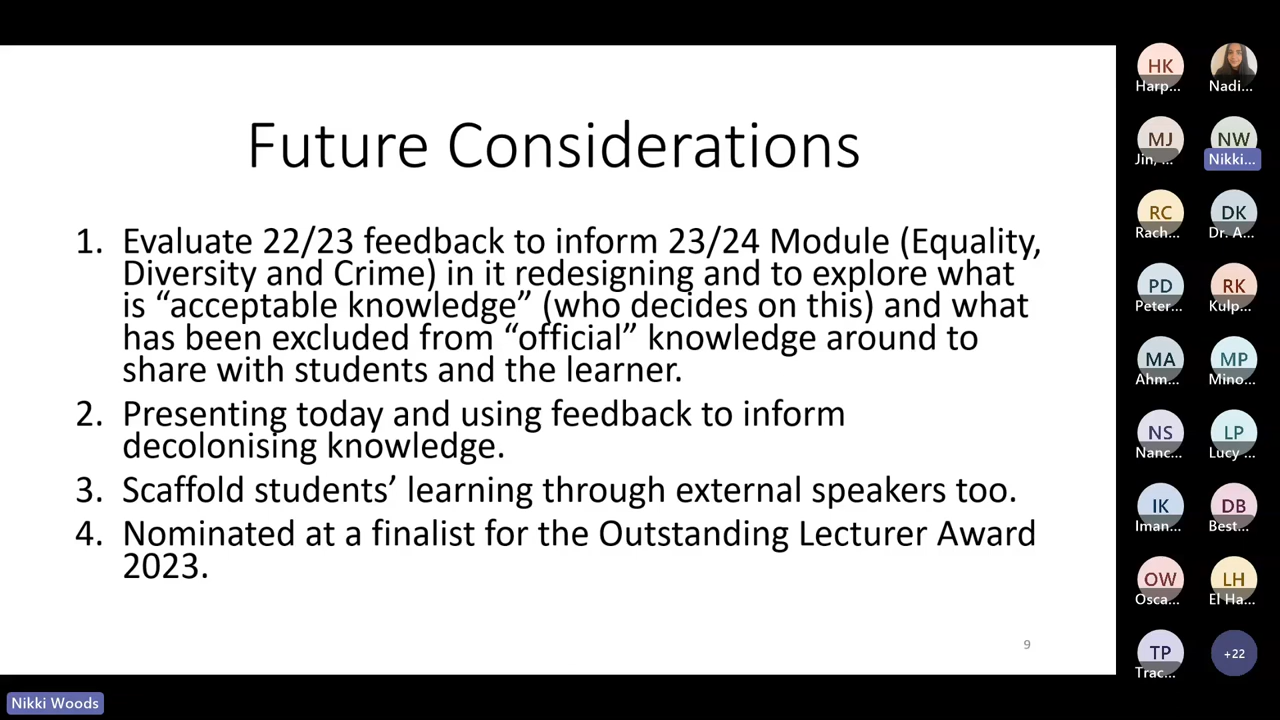 Future Considerations
1. Evaluate 22/23 feedback to inform 23/24 Module (Equality,
Diversity and Crime) in it redesigning and to explore what
is “acceptable knowledge” (who decides on this) and what
has been excluded from “official” knowledge around to
share with students and the learner.
2. Presenting today and using feedback to inform
decolonising knowledge.
3. Scaffold students’ learning through external speakers too.
4. Nominated at a finalist for the Outstanding Lecturer Award
2023.
9
HK
Harp...
Nadi...
MJ
Jin, ...
NW
Nikki...
RC
Rach...
DK
Dr. A...
PD
Peter...
RK
Kulp...
MA
Ahm...
MP
Mino...
NS
Nanc...
LP
Lucy ...
IK
Iman...
DB
Best...
OW
Osca...
LH
El Ha...
TP
Trac...
+22
Nikki Woods